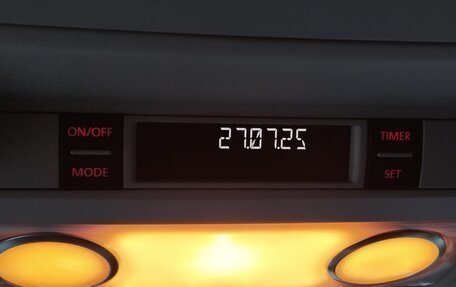 ON/OFF
27.07.25
TIMER
MODE
SET